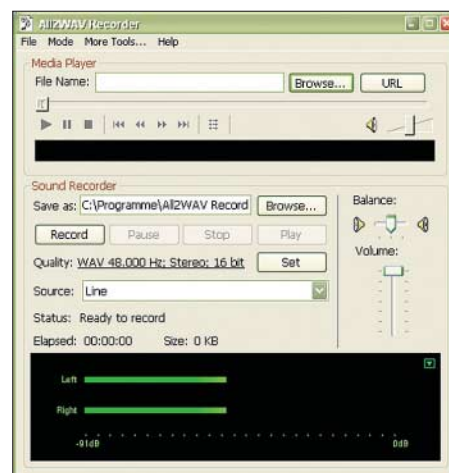 All2WAV Recorder
File Mode More Tools... Help
Media Player
File Name: Browse... URL
Sound Recorder
Save as: C:\Programme\All2WAV Record Browse...
Balance:
Record Pause Stop Play
Volume:
Quality: WAV 48.000 Hz; Stereo; 16 bit Set
Source: Line
Status: Ready to record
Elapsed: 00:00:00 Size: 0 KB
Left
Right
-91dB 0dB